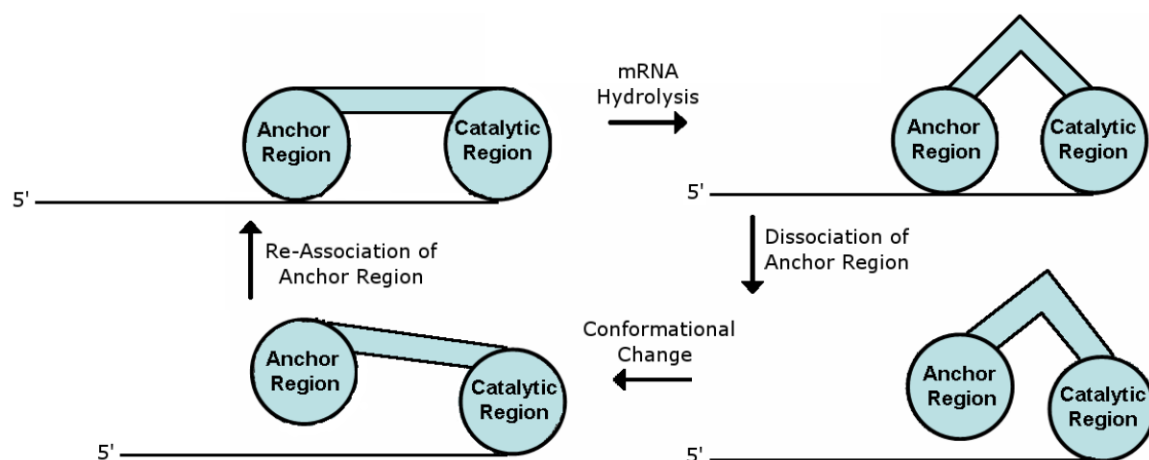 mRNA
Hydrolysis
Anchor
Region
Catalytic
Region
Anchor
Region
Catalytic
Region
5'
5'
Re-Association of
Anchor Region
Dissociation of
Anchor Region
Conformational
Change
Anchor
Region
Catalytic
Region
Anchor
Region
Catalytic
Region
5'
5'